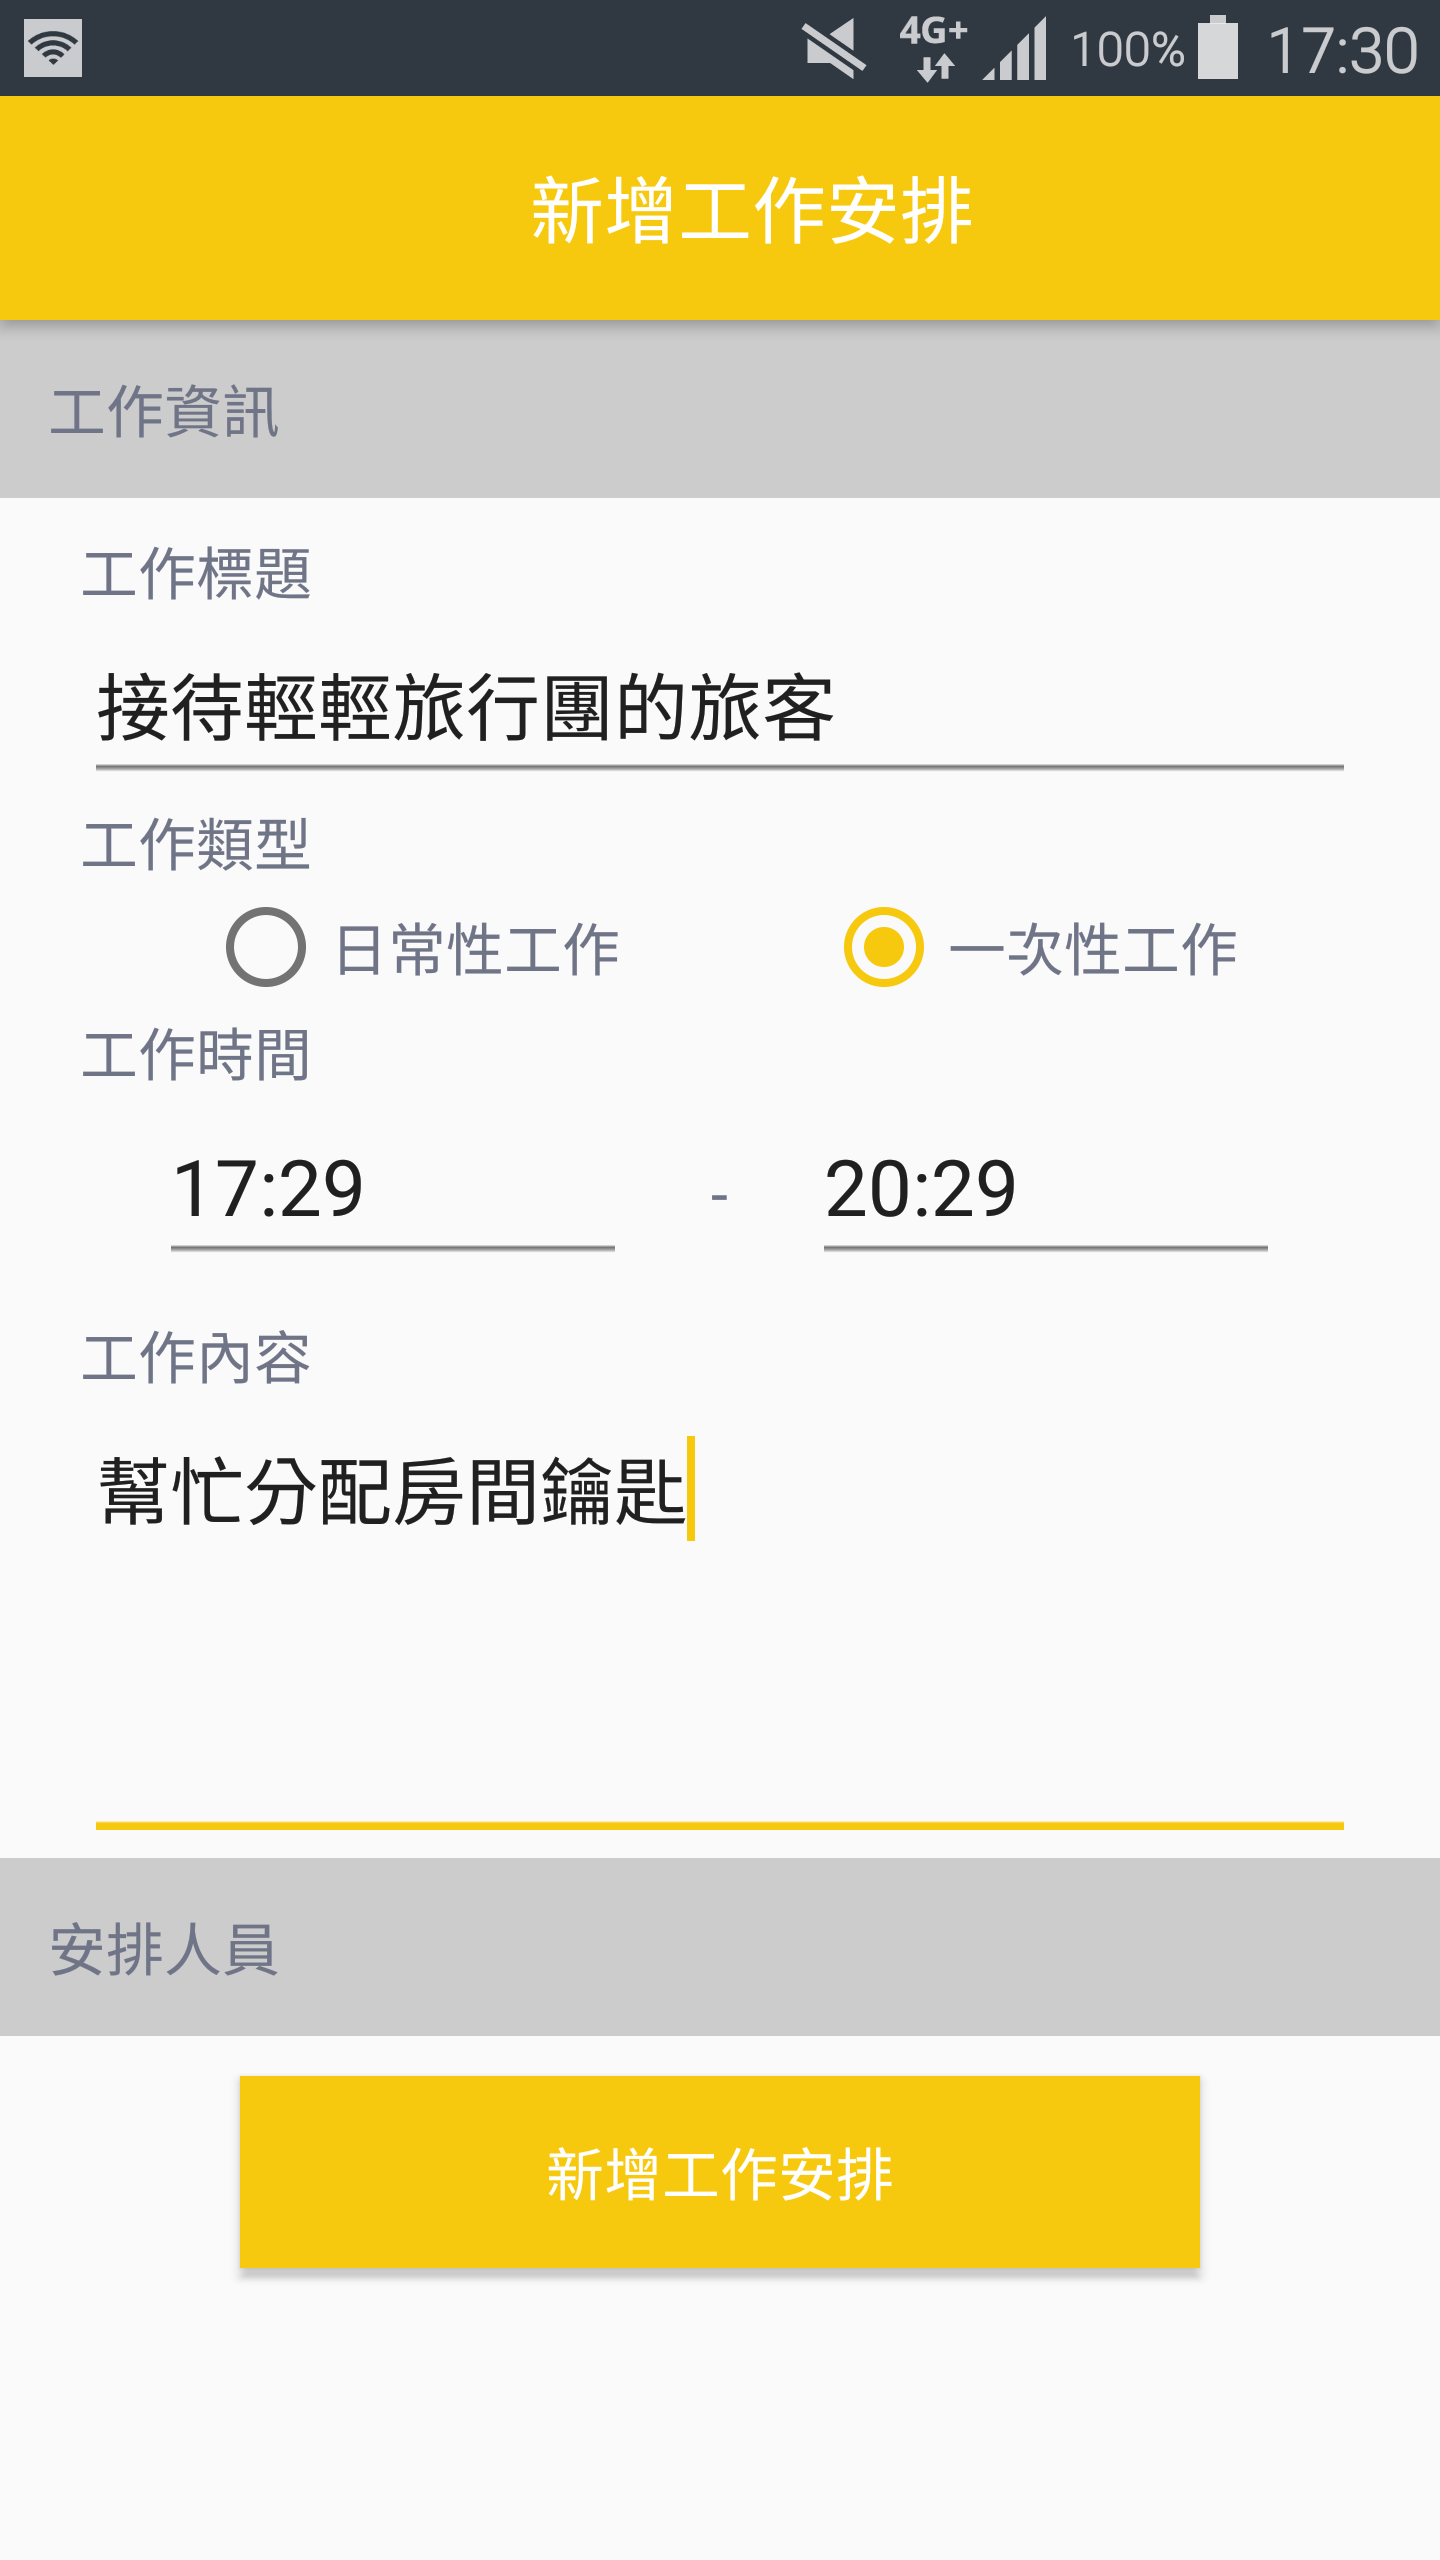 4G+ 100% 17:30
新增工作安排
工作資訊
工作標題
接待輕輕旅行團的旅客
工作類型
日常性工作 一次性工作
工作時間
17:29 - 20:29
工作內容
幫忙分配房間鑰匙
安排人員
新增工作安排